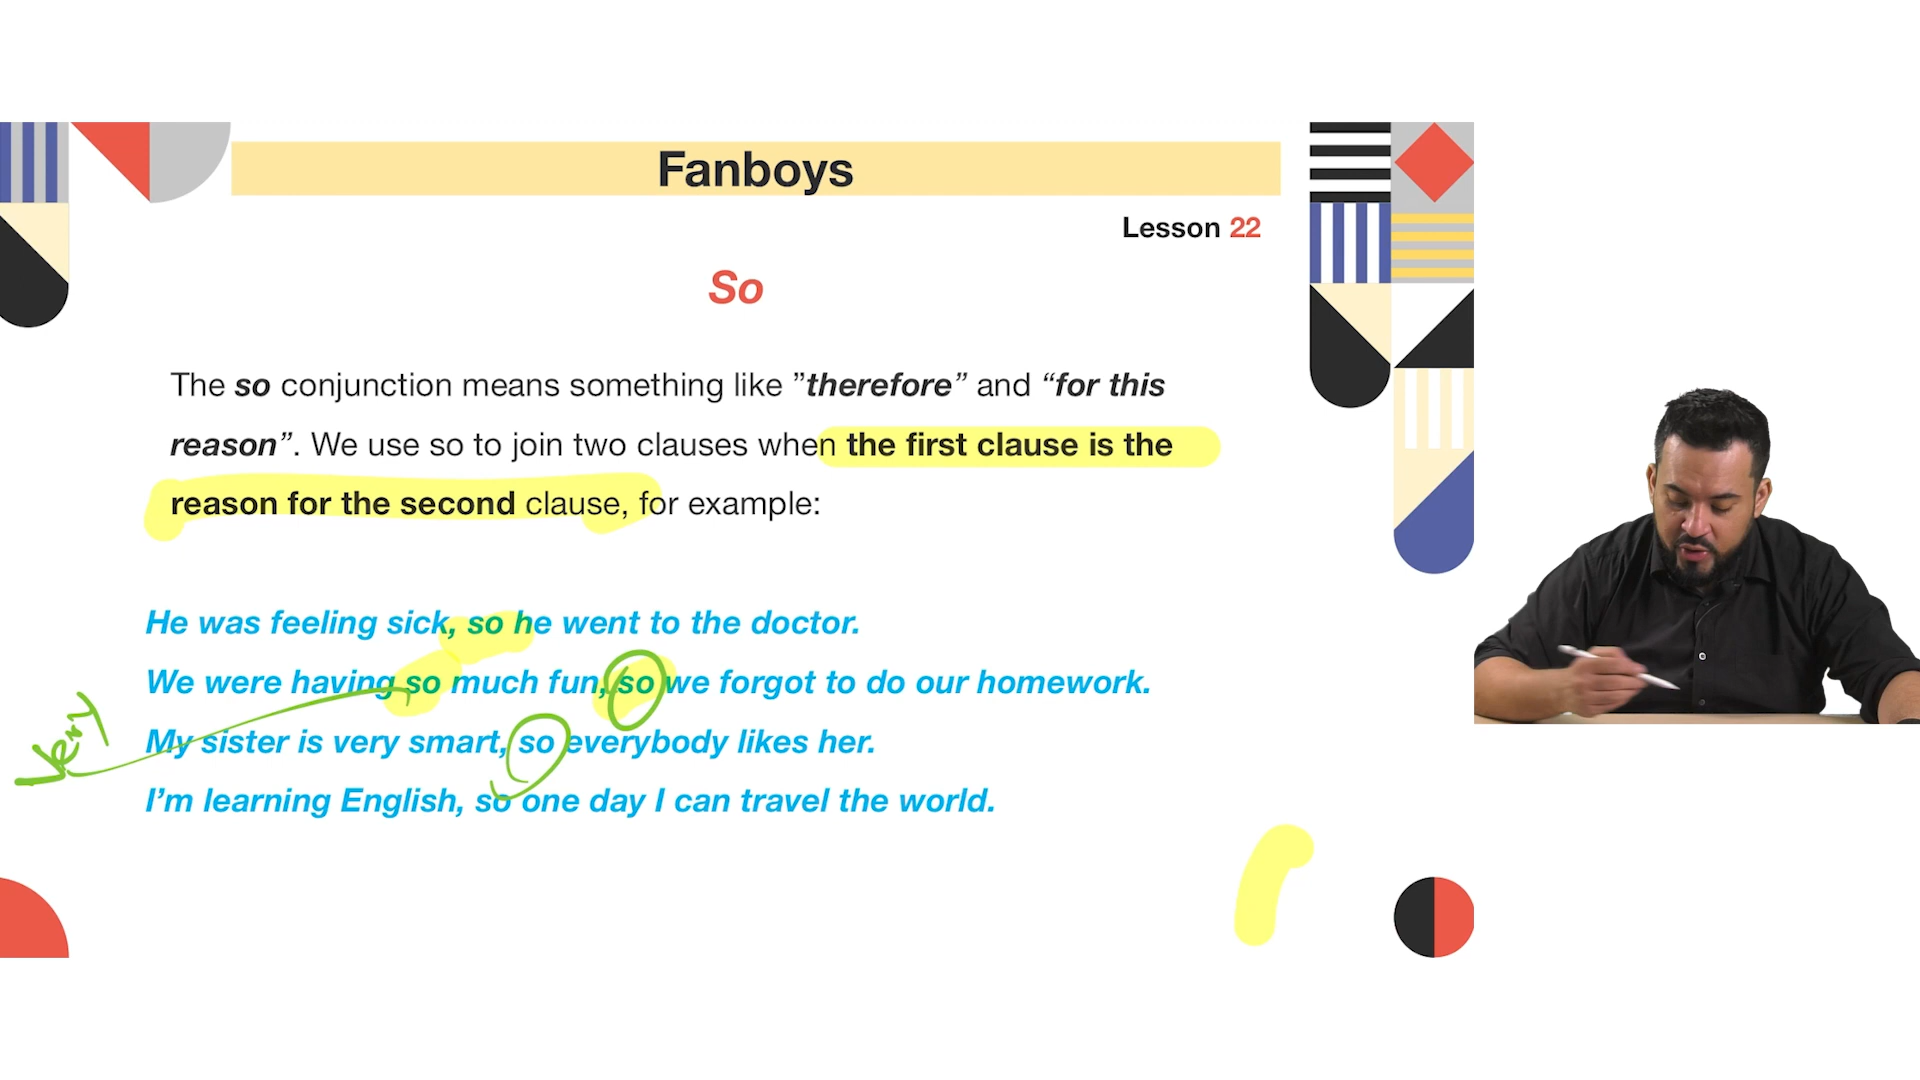 Fanboys
Lesson 22
So
The so conjunction means something like ”therefore” and “for this
reason”. We use so to join two clauses when the first clause is the
reason for the second clause, for example:
He was feeling sick, so he went to the doctor.
We were having so much fun, so we forgot to do our homework.
Very
My sister is very smart, so everybody likes her.
I’m learning English, so one day I can travel the world.